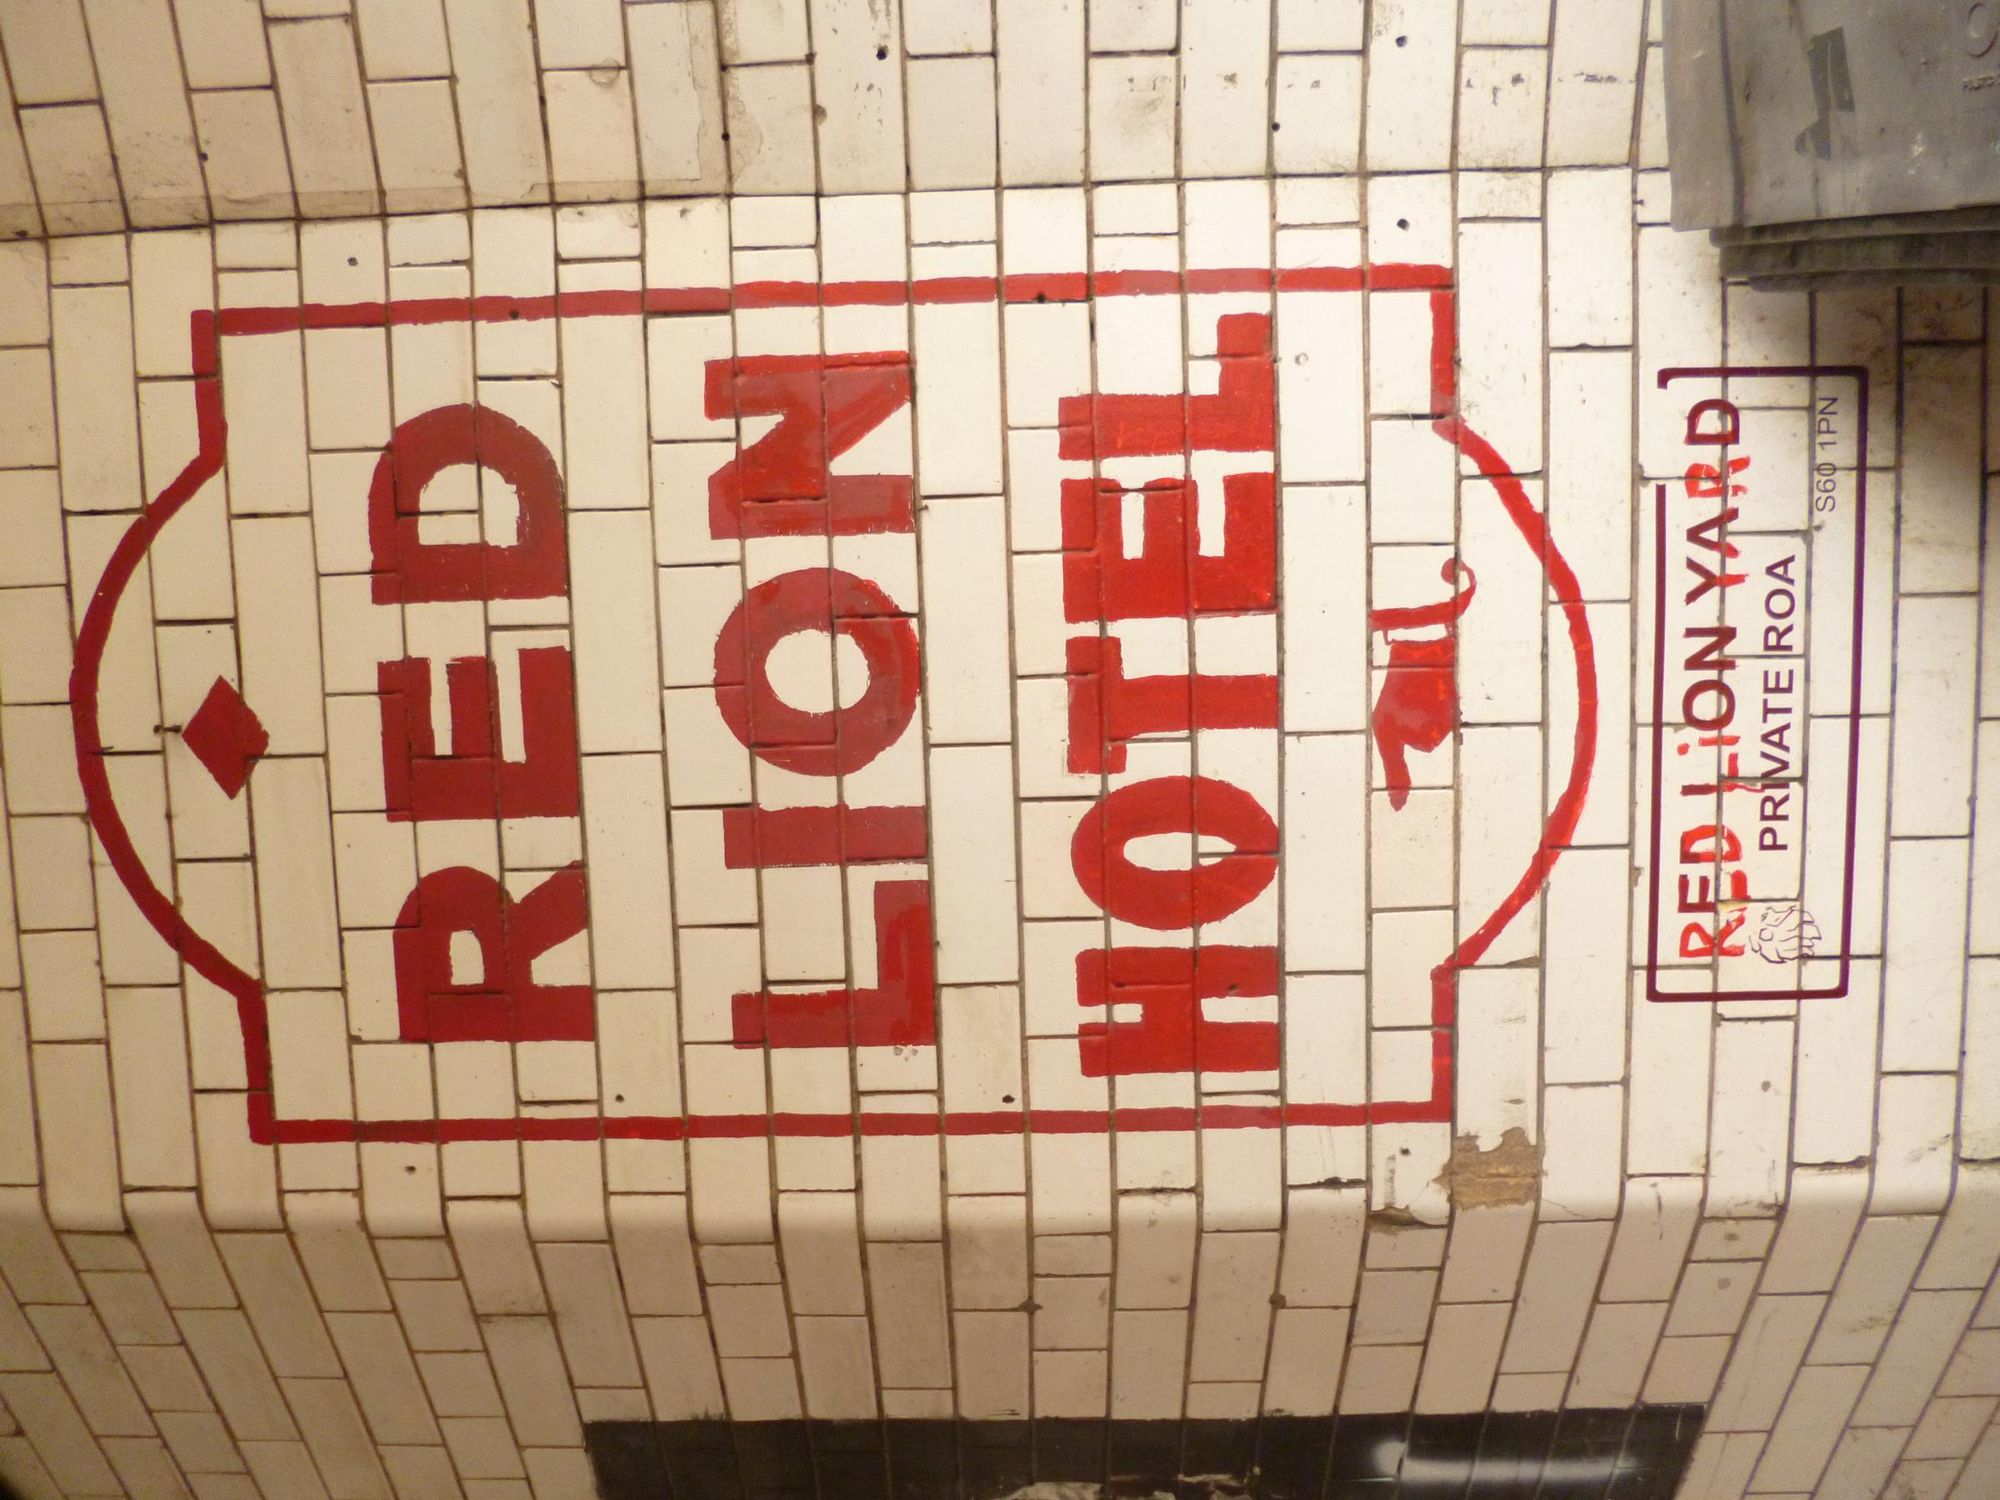 RED
LION
HOTEL
RED LiON YARD
PRIVATE ROA
S60 1PN